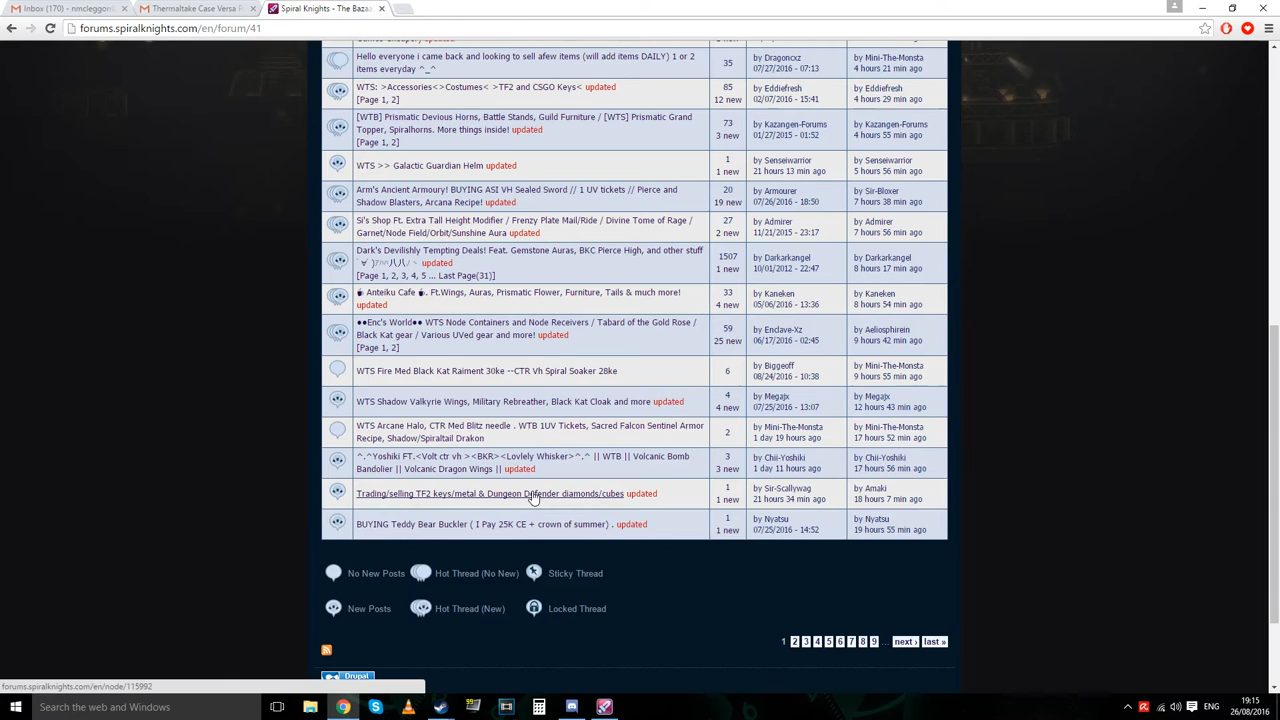 Inbox (170) - nmcleggon
Thermaltake Case Versa
Spiral Knights - The Baza
forums.spiralknights.com/en/forum/41
updated
Hello everyone i came back and looking to sell afew items (will add items DAILY) 1 or 2
items everyday ^_^
35
by Dragoncxz
07/27/2016 - 07:13
by Mini-The-Monsta
4 hours 21 min ago
WTS: >Accessories<>Costumes< >TF2 and CSGO Keys< updated
[Page 1, 2]
85
12 new
by Eddiefresh
02/07/2016 - 15:41
by Eddiefresh
4 hours 29 min ago
[WTB] Prismatic Devious Horns, Battle Stands, Guild Furniture / [WTS] Prismatic Grand
Topper, Spiralhorns. More things inside! updated
[Page 1, 2]
73
3 new
by Kazangen-Forums
01/27/2015 - 01:52
by Kazangen-Forums
4 hours 55 min ago
WTS >> Galactic Guardian Helm updated
1
1 new
by Senseiwarrior
21 hours 13 min ago
by Senseiwarrior
5 hours 56 min ago
Arm's Ancient Armoury! BUYING ASI VH Sealed Sword // 1 UV tickets // Pierce and
Shadow Blasters, Arcana Recipe! updated
20
19 new
by Armourer
07/26/2016 - 18:50
by Sir-Bloxer
7 hours 38 min ago
Si's Shop Ft. Extra Tall Height Modifier / Frenzy Plate Mail/Ride / Divine Tome of Rage /
Garnet/Node Field/Orbit/Sunshine Aura updated
27
2 new
by Admirer
11/21/2015 - 23:17
by Admirer
7 hours 56 min ago
Dark's Devilishly Tempting Deals! Feat. Gemstone Auras, BKC Pierce High, and other stuff
updated
[Page 1, 2, 3, 4, 5 ... Last Page(31)]
1507
1 new
by Darkarkangel
10/01/2012 - 22:47
by Darkarkangel
8 hours 17 min ago
Anteiku Cafe . Ft.Wings, Auras, Prismatic Flower, Furniture, Tails & much more!
updated
33
4 new
by Kaneken
05/06/2016 - 13:36
by Kaneken
8 hours 54 min ago
●●Enc's World●● WTS Node Containers and Node Receivers / Tabard of the Gold Rose /
Black Kat gear / Various UVed gear and more! updated
[Page 1, 2]
59
25 new
by Enclave-Xz
06/17/2016 - 02:45
by Aeliosphirein
9 hours 42 min ago
WTS Fire Med Black Kat Raiment 30ke --CTR Vh Spiral Soaker 28ke
6
by Biggeoff
08/24/2016 - 10:38
by Mini-The-Monsta
9 hours 55 min ago
WTS Shadow Valkyrie Wings, Military Rebreather, Black Kat Cloak and more updated
4
4 new
by Megajx
07/25/2016 - 13:07
by Megajx
12 hours 43 min ago
WTS Arcane Halo, CTR Med Blitz needle . WTB 1UV Tickets, Sacred Falcon Sentinel Armor
Recipe, Shadow/Spiraltail Drakon
2
by Mini-The-Monsta
1 day 19 hours ago
by Mini-The-Monsta
17 hours 52 min ago
^.^Yoshiki FT.<Volt ctr vh ><BKR><Lovlely Whisker>^.^ || WTB || Volcanic Bomb
Bandolier || Volcanic Dragon Wings || updated
3
3 new
by Chii-Yoshiki
1 day 11 hours ago
by Chii-Yoshiki
17 hours 56 min ago
Trading/selling TF2 keys/metal & Dungeon Defender diamonds/cubes updated
1
1 new
by Sir-Scallywag
21 hours 34 min ago
by Amaki
18 hours 7 min ago
BUYING Teddy Bear Buckler ( I Pay 25K CE + crown of summer) . updated
1
1 new
by Nyatsu
07/25/2016 - 14:52
by Nyatsu
19 hours 55 min ago
No New Posts Hot Thread (No New) Sticky Thread
New Posts Hot Thread (New) Locked Thread
1 2 3 4 5 6 7 8 9 ... next › last »
Drupal
forums.spiralknights.com/en/node/115992
Search the web and Windows
99
ENG
19:15
26/08/2016